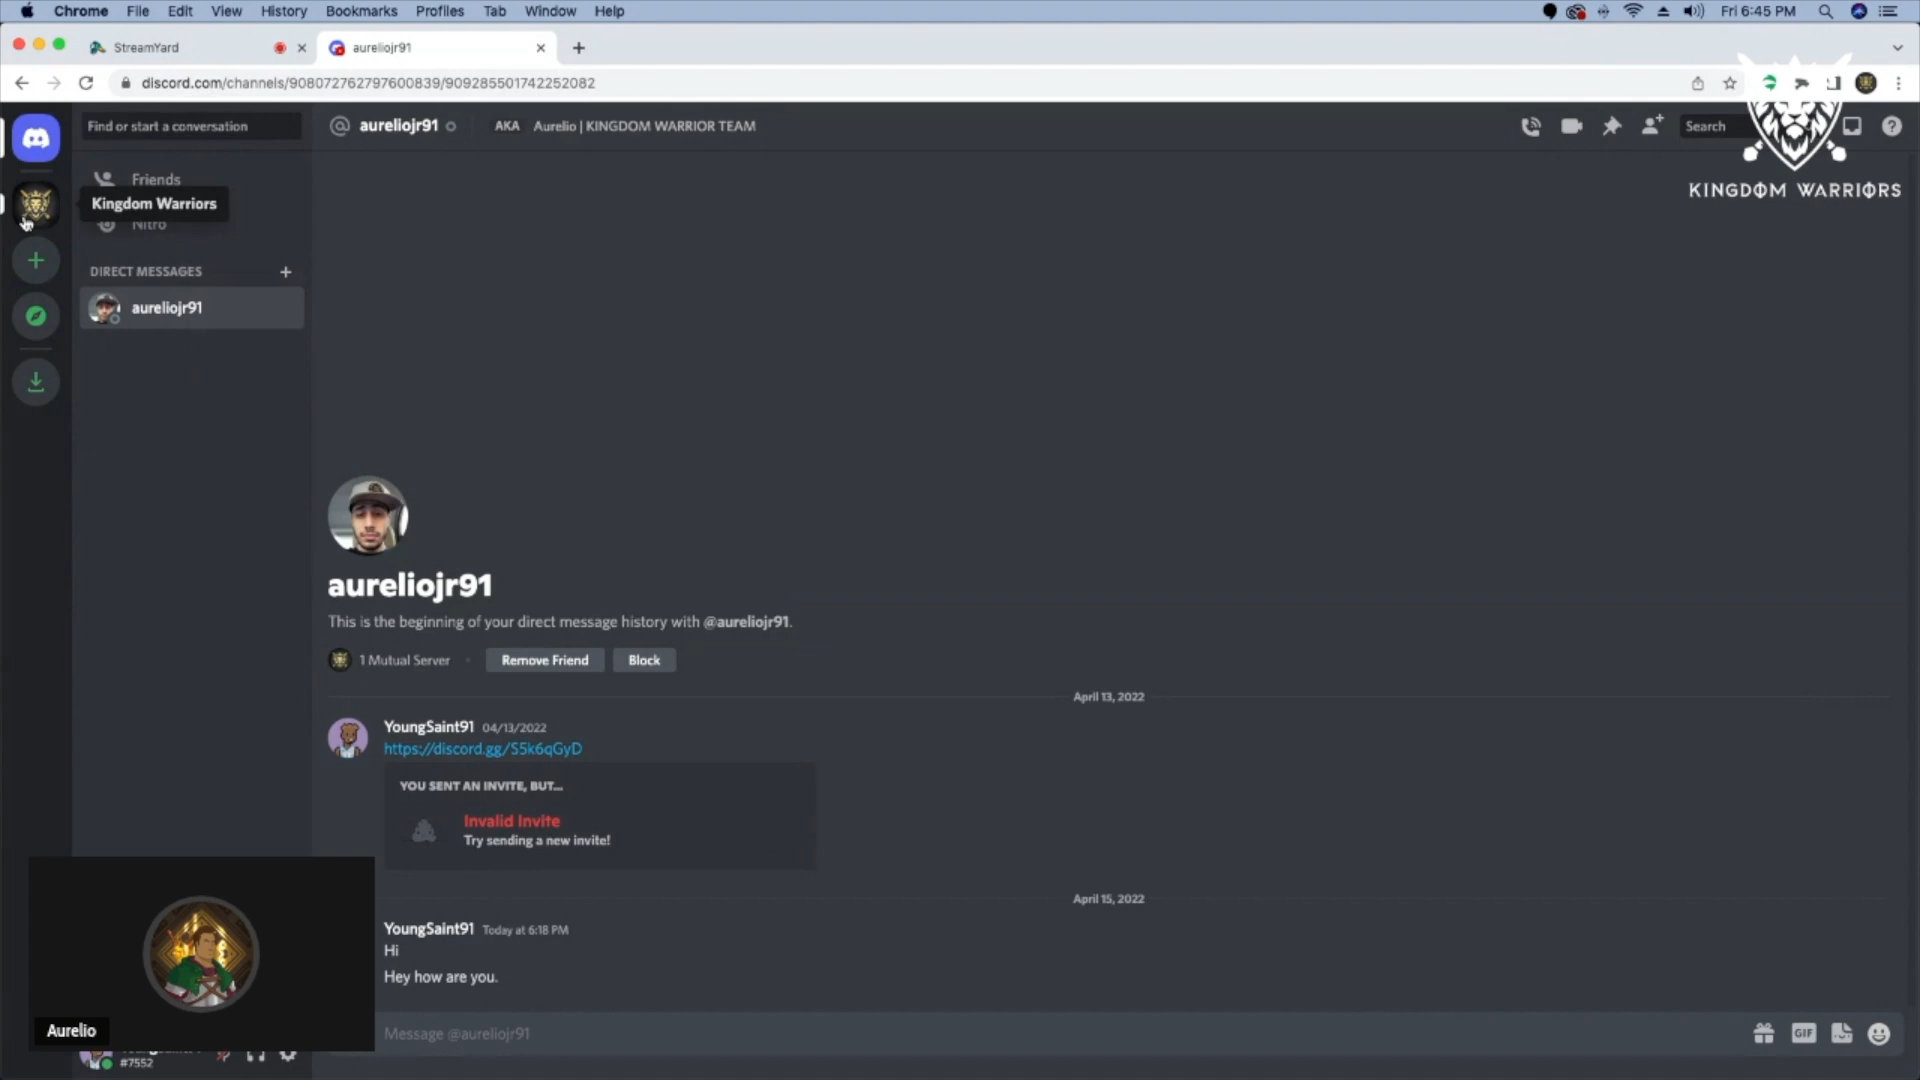 Chrome File Edit View History Bookmarks Profiles Tab Window Help
Fri 6:45 PM
StreamYard
aureliojr91
discord.com/channels/908072762797600839/909285501742252082
Find or start a conversation
aureliojr91
AKA Aurelio | KINGDOM WARRIOR TEAM
Search
KINGDOM WARRIORS
Friends
Kingdom Warriors
Nitro
DIRECT MESSAGES
aureliojr91
aureliojr91
This is the beginning of your direct message history with @aureliojr91.
1 Mutual Server
Remove Friend
Block
April 13, 2022
YoungSaint91 04/13/2022
https://discord.gg/S5k6qGyD
YOU SENT AN INVITE, BUT...
Invalid Invite
Try sending a new invite!
April 15, 2022
YoungSaint91 Today at 6:18 PM
Hi
Hey how are you.
Message @aureliojr91
GIF
Aurelio
#7552